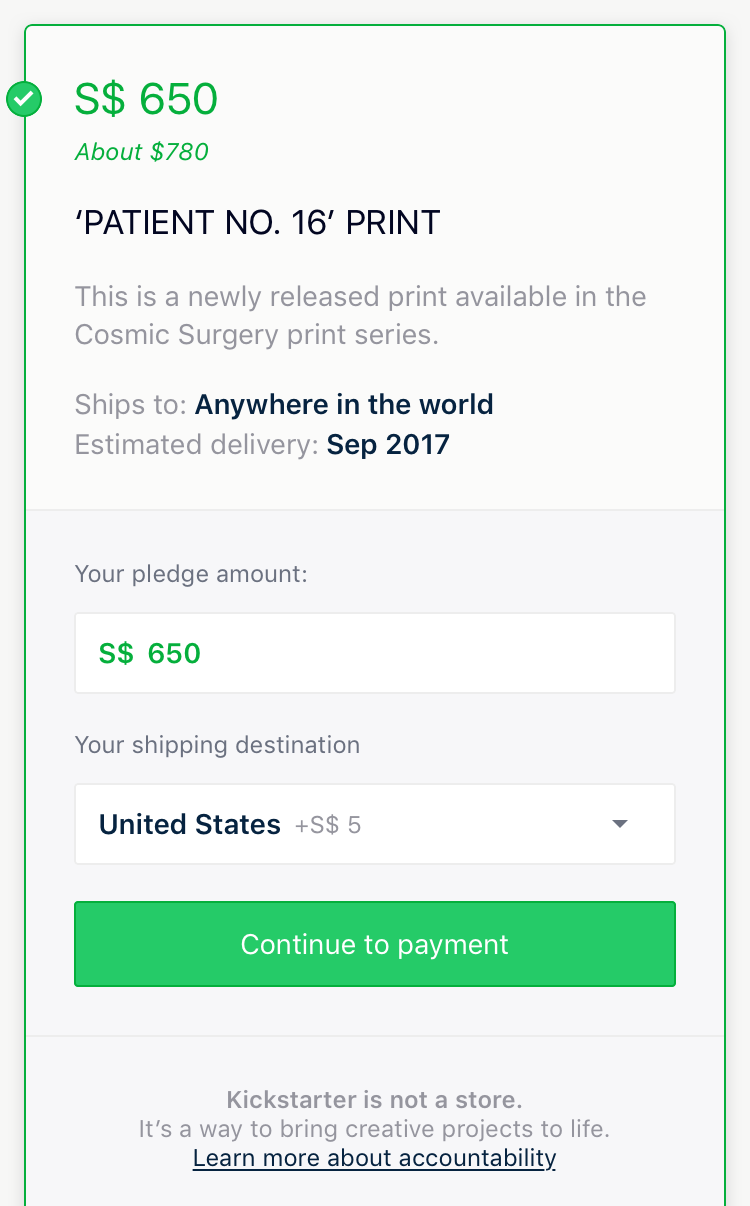 S$ 650
About $780
‘PATIENT NO. 16’ PRINT
This is a newly released print available in the
Cosmic Surgery print series.
Ships to: Anywhere in the world
Estimated delivery: Sep 2017
Your pledge amount:
S$ 650
Your shipping destination
United States +S$ 5
Continue to payment
Kickstarter is not a store.
It’s a way to bring creative projects to life.
Learn more about accountability